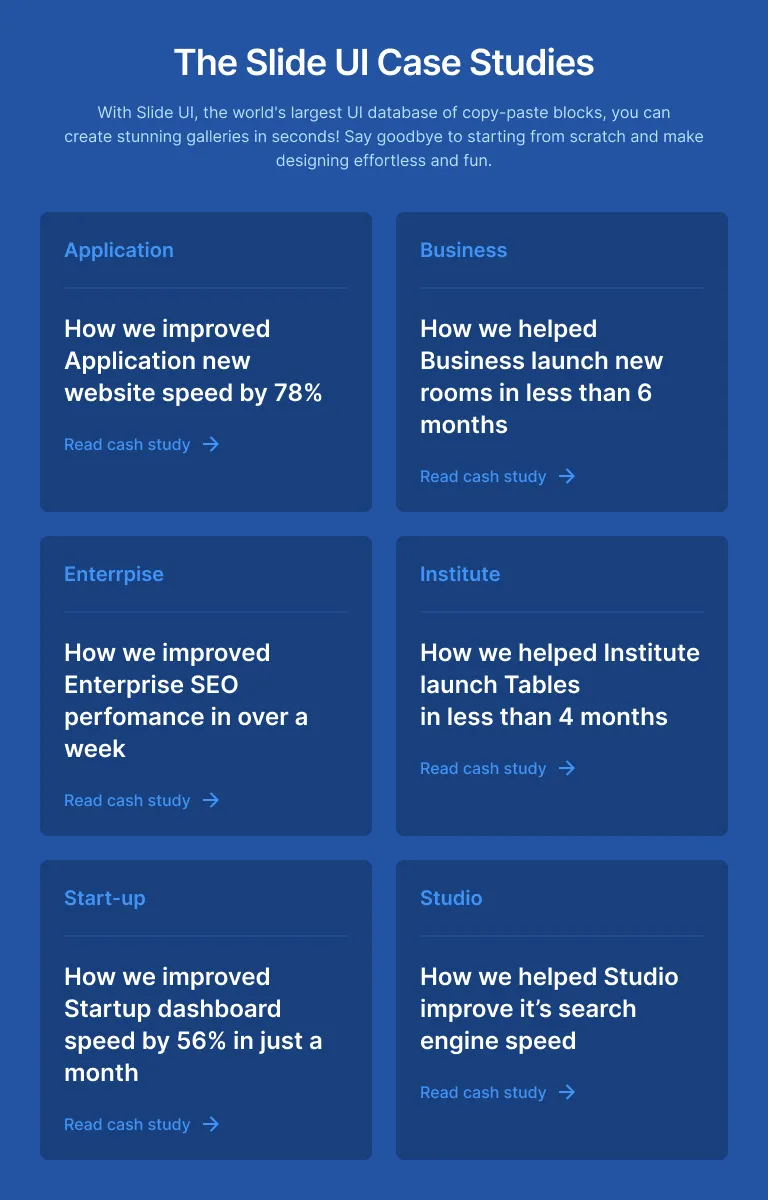 The Slide UI Case Studies
With Slide UI, the world's largest UI database of copy-paste blocks, you can
create stunning galleries in seconds! Say goodbye to starting from scratch and make
designing effortless and fun.
Application
How we improved
Application new
website speed by 78%
Read cash study
Business
How we helped
Business launch new
rooms in less than 6
months
Read cash study
Enterrpise
How we improved
Enterprise SEO
perfomance in over a
week
Read cash study
Institute
How we helped Institute
launch Tables
in less than 4 months
Read cash study
Start-up
How we improved
Startup dashboard
speed by 56% in just a
month
Read cash study
Studio
How we helped Studio
improve it’s search
engine speed
Read cash study